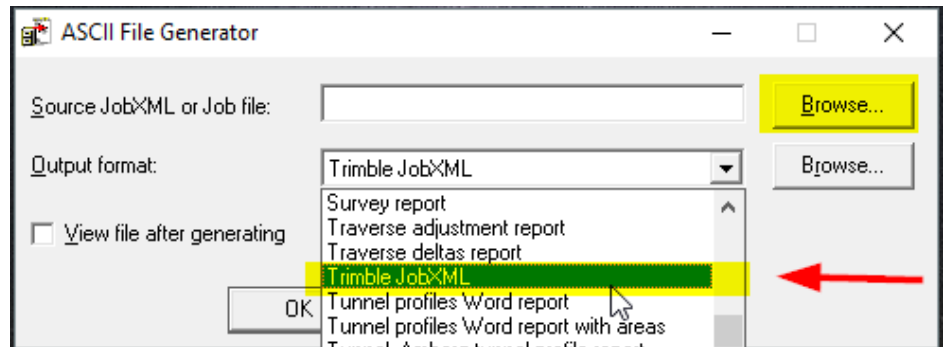 ASCII File Generator
Source JobXML or Job file:
Browse...
Output format:
Trimble JobXML
Browse...
Survey report
Traverse adjustment report
View file after generating
Traverse deltas report
Trimble JobXML
OK
Tunnel profiles Word report
Tunnel profiles Word report with areas